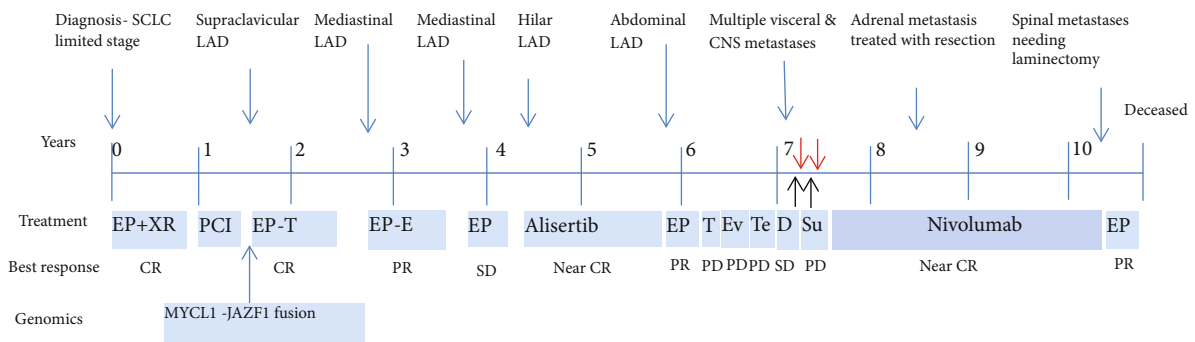 Diagnosis- SCLC
limited stage
Supraclavicular
LAD
Mediastinal
LAD
Mediastinal
LAD
Hilar
LAD
Abdominal
LAD
Multiple visceral &
CNS metastases
Adrenal metastasis
treated with resection
Spinal metastases
needing
laminectomy
Deceased
Years
0 1 2 3 4 5 6 7 8 9 10
Treatment
EP+XR PCI EP-T EP-E EP Alisertib EP T Ev Te D Su Nivolumab EP
Best response
CR CR PR SD Near CR PR PD PD PD SD PD Near CR PR
Genomics
MYCL1 -JAZF1 fusion